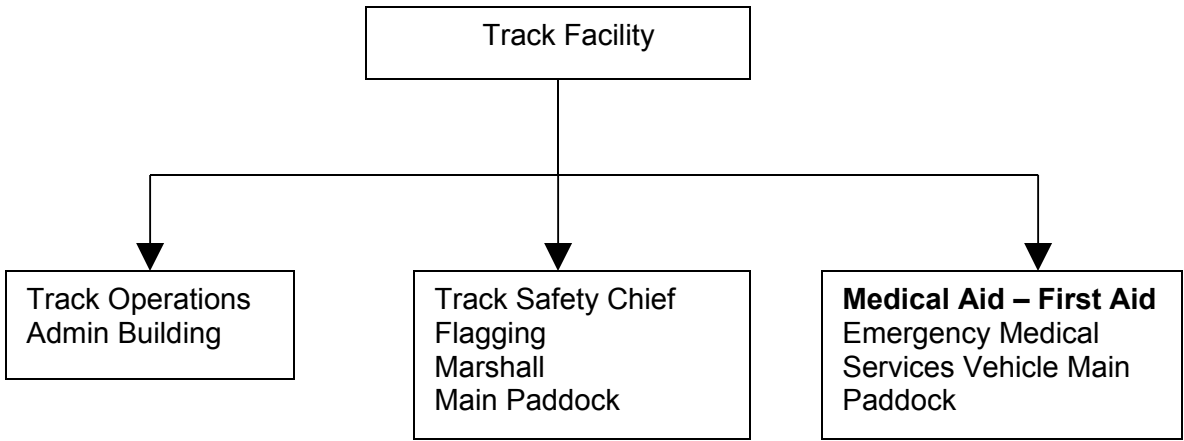 Track Facility
Track Operations
Admin Building
Track Safety Chief
Flagging
Marshall
Main Paddock
Medical Aid – First Aid
Emergency Medical
Services Vehicle Main
Paddock